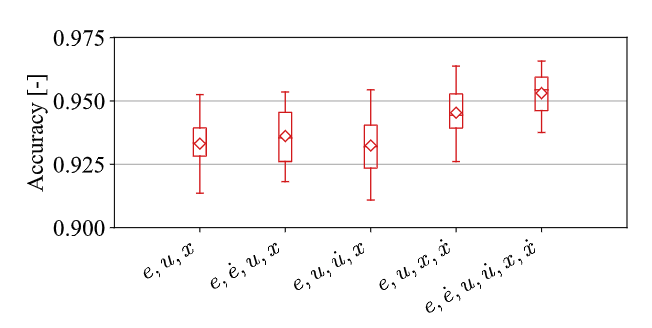 0.975
0.950
0.925
0.900
Accuracy [-]
e, u, x
e, ė, u, x
e, u, u̇, x
e, u, x, ẋ
e, ė, u, u̇, x, ẋ